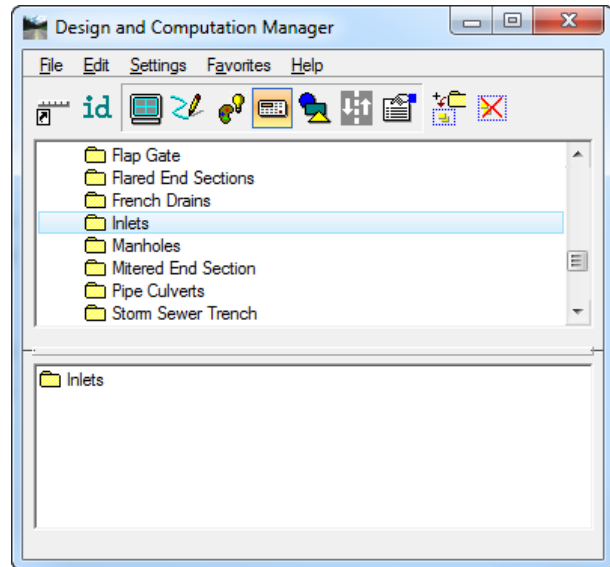 Design and Computation Manager
File Edit Settings Favorites Help
id
Flap Gate
Flared End Sections
French Drains
Inlets
Manholes
Mitered End Section
Pipe Culverts
Storm Sewer Trench
Inlets